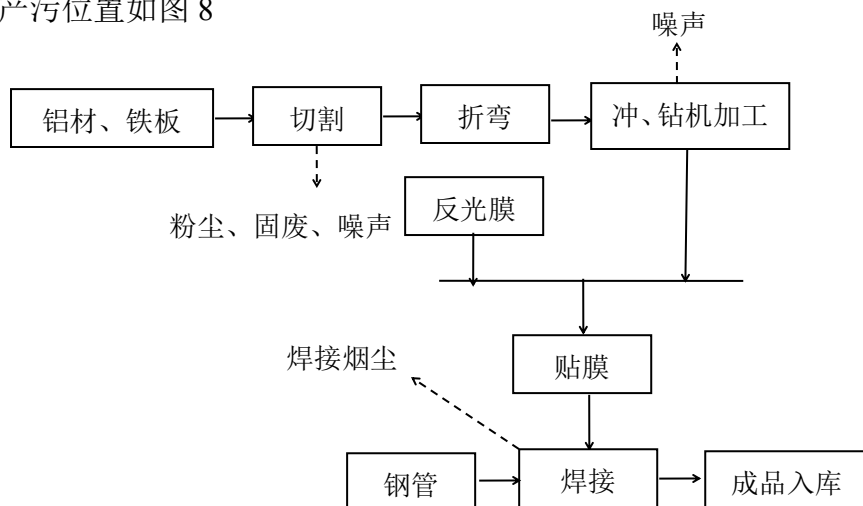 产污位置如图 8
噪声
铝材、铁板
切割
折弯
冲、钻机加工
粉尘、固废、噪声
反光膜
焊接烟尘
贴膜
钢管
焊接
成品入库